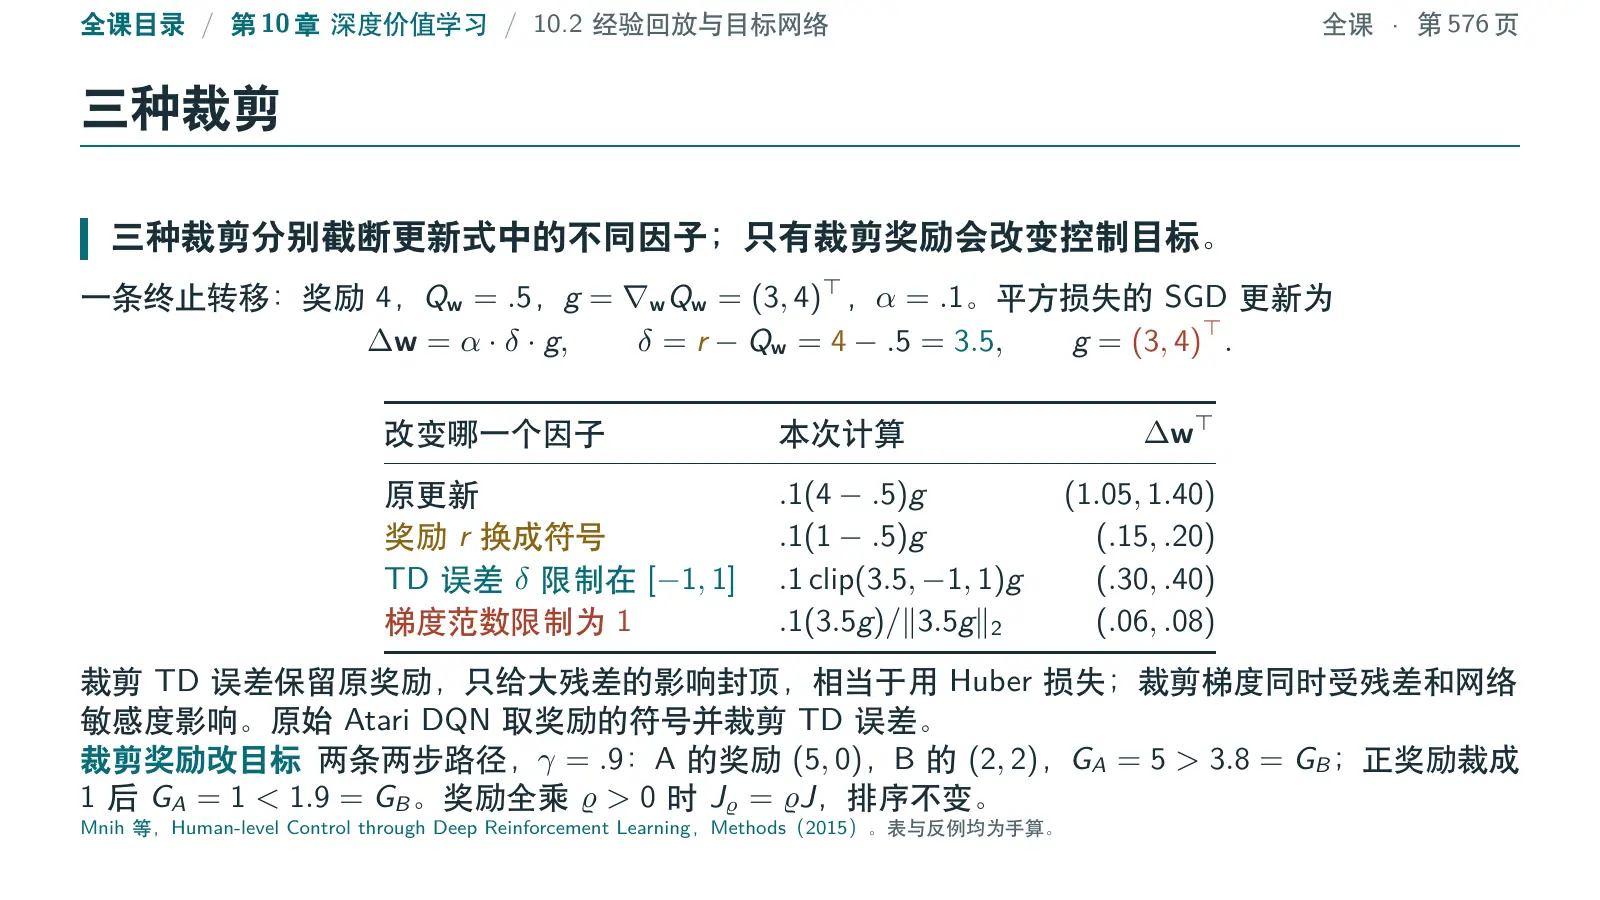 全课目录 / 第10章 深度价值学习 / 10.2 经验回放与目标网络 全课 · 第576页
三种裁剪
三种裁剪分别截断更新式中的不同因子；只有裁剪奖励会改变控制目标。
一条终止转移：奖励 4，Q_w = .5，g = ∇_w Q_w = (3, 4)^⊤，α = .1。平方损失的 SGD 更新为
Δw = α · δ · g, δ = r − Q_w = 4 − .5 = 3.5, g = (3, 4)^⊤.
改变哪一个因子 本次计算 Δw^⊤
原更新 .1(4 − .5)g (1.05, 1.40)
奖励 r 换成符号 .1(1 − .5)g (.15, .20)
TD 误差 δ 限制在 [−1, 1] .1 clip(3.5, −1, 1)g (.30, .40)
梯度范数限制为 1 .1(3.5g)/‖3.5g‖₂ (.06, .08)
裁剪 TD 误差保留原奖励，只给大残差的影响封顶，相当于用 Huber 损失；裁剪梯度同时受残差和网络
敏感度影响。原始 Atari DQN 取奖励的符号并裁剪 TD 误差。
裁剪奖励改目标 两条两步路径，γ = .9：A 的奖励 (5, 0)，B 的 (2, 2)，G_A = 5 > 3.8 = G_B；正奖励裁成
1 后 G_A = 1 < 1.9 = G_B。奖励全乘 ϱ > 0 时 J_ϱ = ϱJ，排序不变。
Mnih 等，Human-level Control through Deep Reinforcement Learning，Methods（2015）。表与反例均为手算。